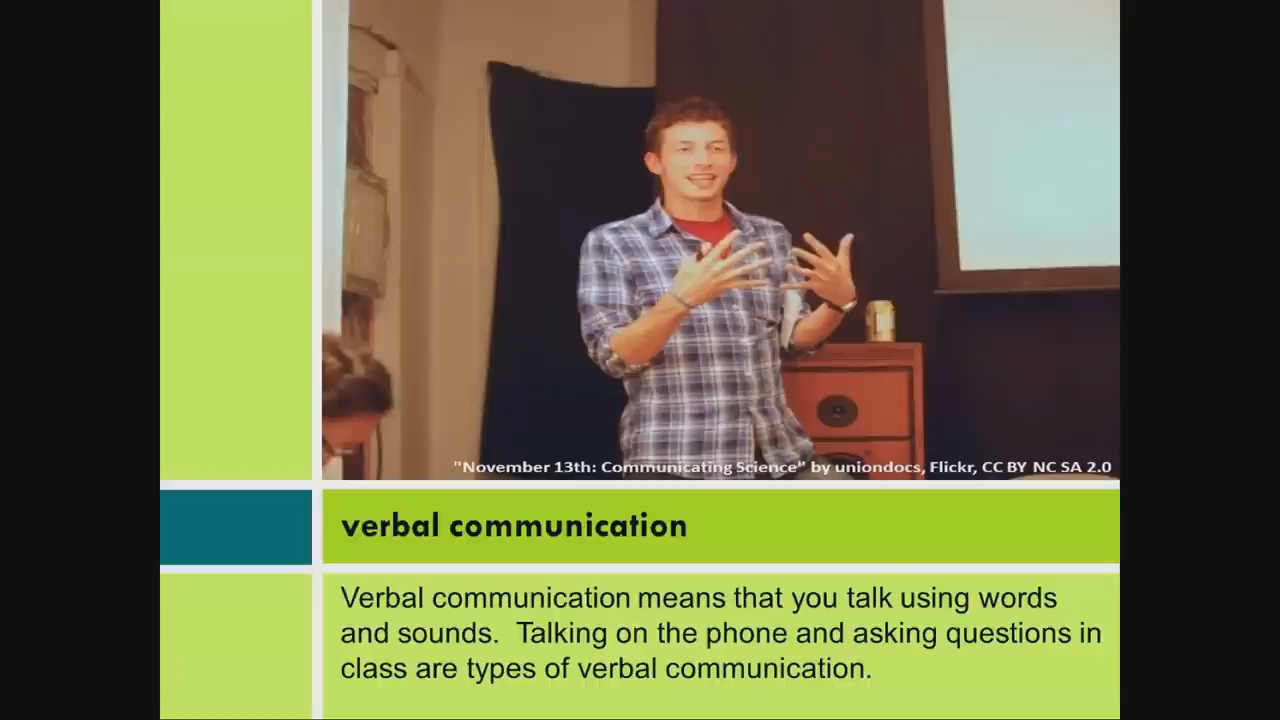 "November 13th: Communicating Science" by uniondocs, Flickr, CC BY NC SA 2.0
verbal communication
Verbal communication means that you talk using words
and sounds.  Talking on the phone and asking questions in
class are types of verbal communication.